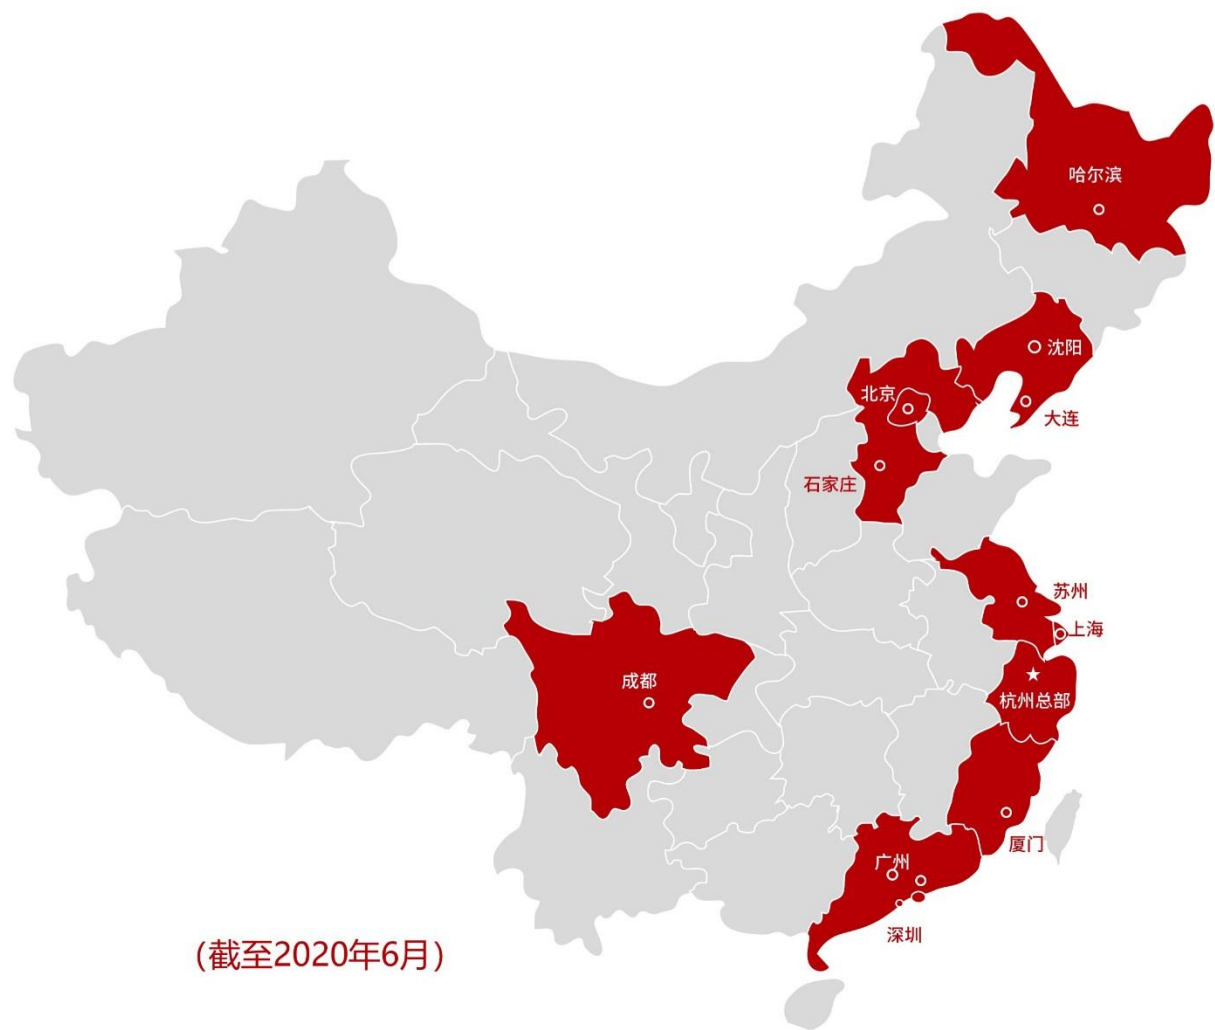 哈尔滨
沈阳
北京
大连
石家庄
苏州
上海
成都
杭州总部
厦门
广州
深圳
(截至2020年6月)